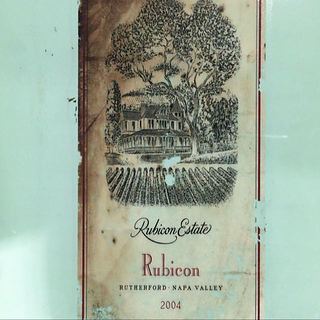 Rubicon Estate
Rubicon
RUTHERFORD · NAPA VALLEY
2004